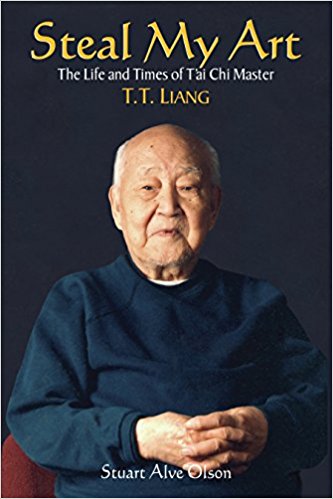 Steal My Art
The Life and Times of T'ai Chi Master
T.T. LIANG
Stuart Alve Olson